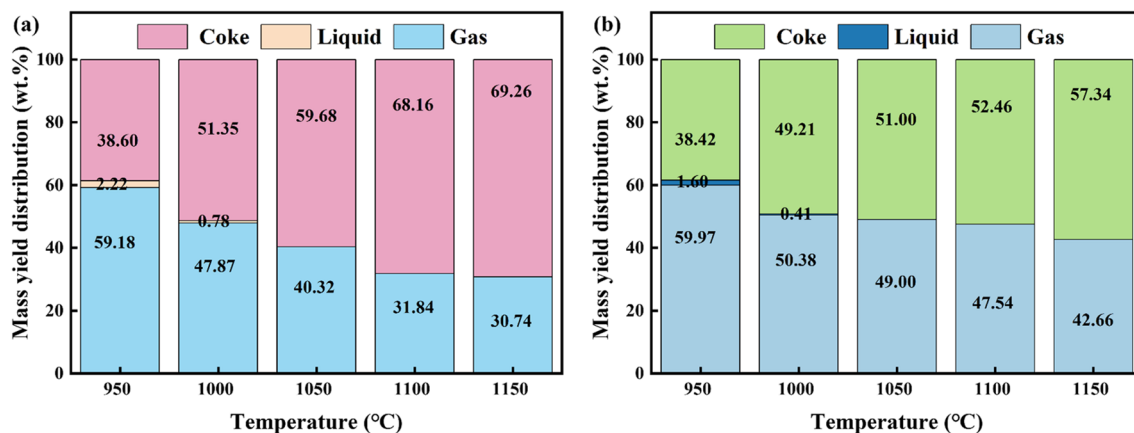 (a)
Coke Liquid Gas
Mass yield distribution (wt.%)
100
80
60
40
20
0
38.60 51.35 59.68 68.16 69.26
2.22 0.78
59.18 47.87 40.32 31.84 30.74
950 1000 1050 1100 1150
Temperature (℃)
(b)
Coke Liquid Gas
Mass yield distribution (wt.%)
100
80
60
40
20
0
38.42 49.21 51.00 52.46 57.34
1.60 0.41
59.97 50.38 49.00 47.54 42.66
950 1000 1050 1100 1150
Temperature (℃)